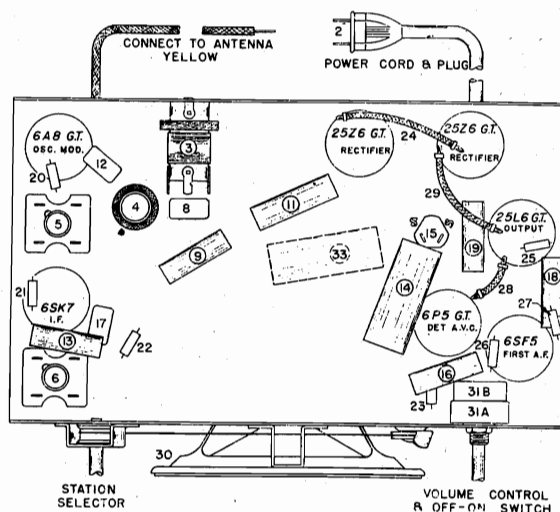 CONNECT TO ANTENNA
YELLOW
2
POWER CORD & PLUG
6A8 G.T.
OSC. MOD.
12
3
25Z6 G.T.
RECTIFIER
24
25Z6 G.T.
RECTIFIER
20
4
8
11
29
5
15
19
25L6 G.T.
OUTPUT
25
9
33
14
28
18
21
6SK7
I.F.
17
13
22
6P5 G.T.
DET A.V.C.
27
26
6SF5
FIRST A.F.
6
16
23
31B
31A
30
STATION
SELECTOR
VOLUME CONTROL
& OFF-ON SWITCH